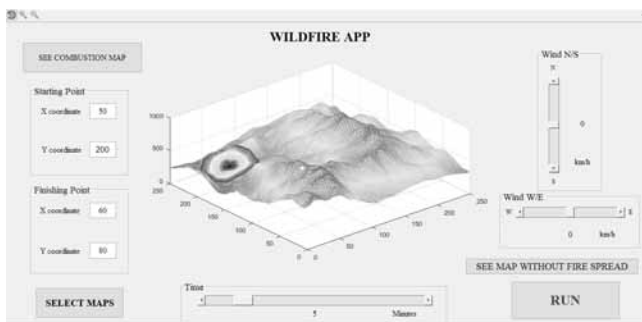 WILDFIRE APP
SEE COMBUSTION MAP
Starting Point
X coordinate 50
Y coordinate 200
Finishing Point
X coordinate 60
Y coordinate 80
SELECT MAPS
1000
500
0
250
200
150
100
50
0
0
50
100
150
200
250
Wind N/S
N
0
S
km/h
Wind W/E
W
E
0 km/h
SEE MAP WITHOUT FIRE SPREAD
Time
5 Minutes
RUN